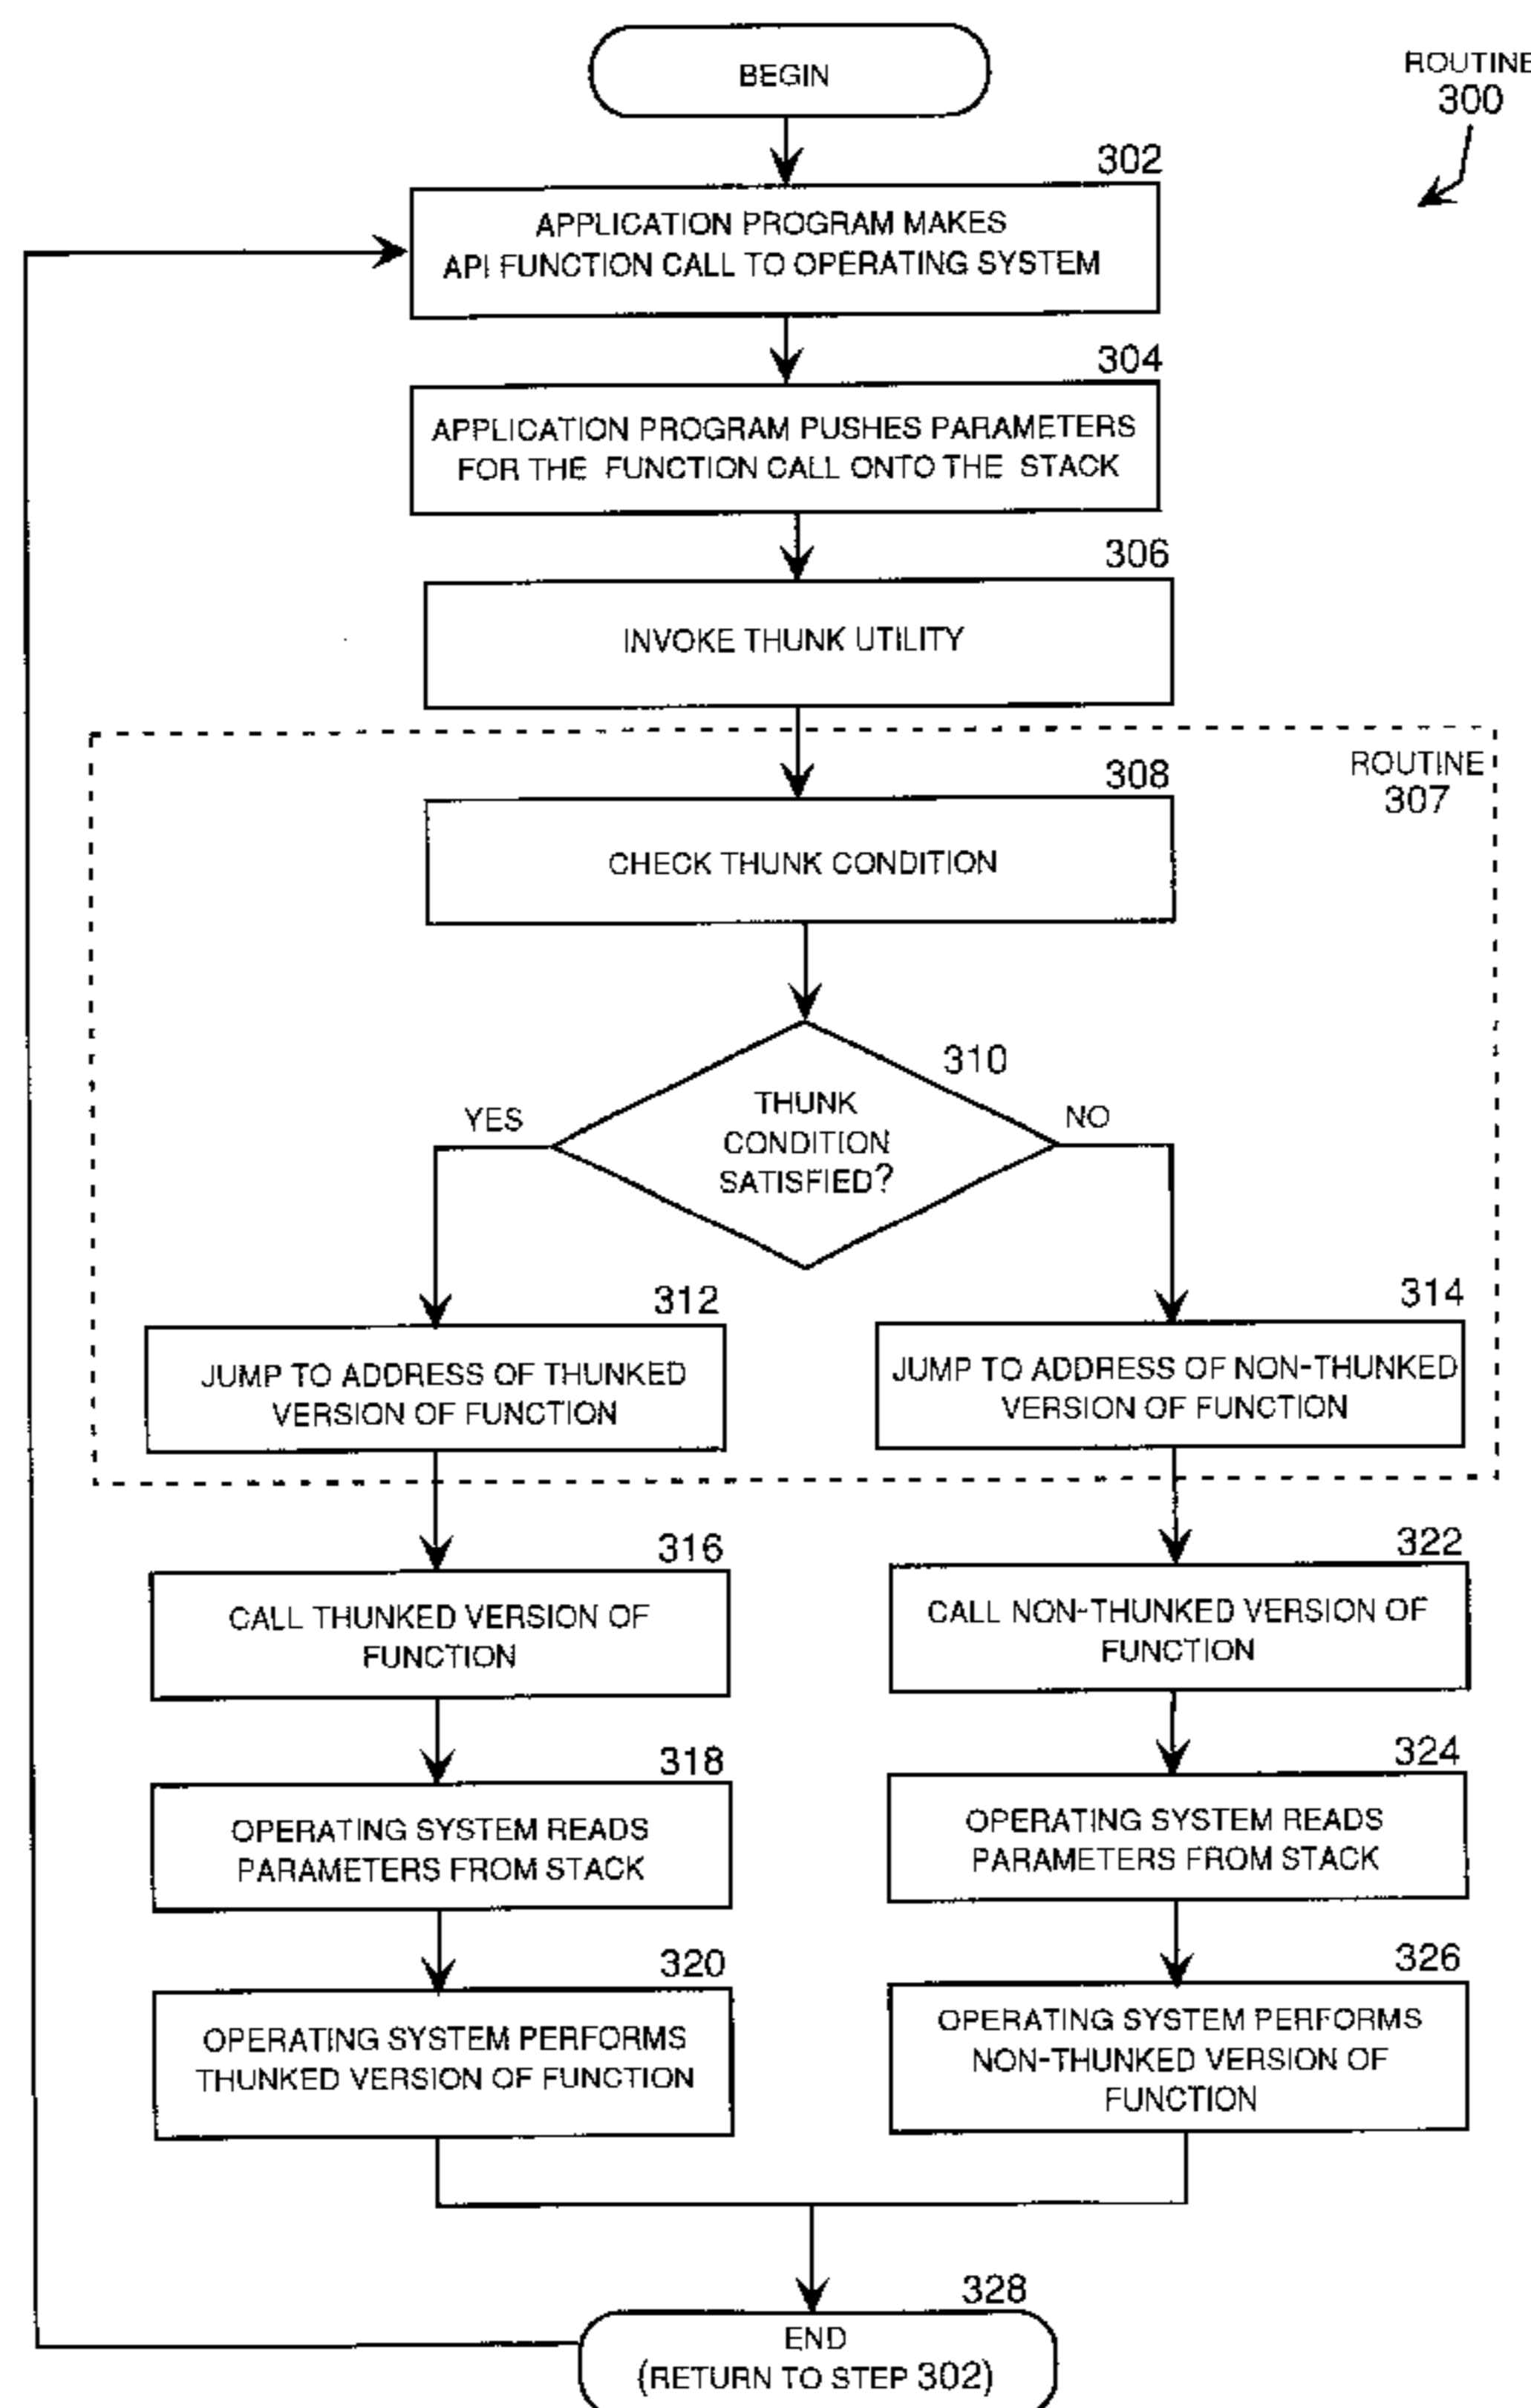 BEGIN
ROUTINE
300
302
APPLICATION PROGRAM MAKES
API FUNCTION CALL TO OPERATING SYSTEM
304
APPLICATION PROGRAM PUSHES PARAMETERS
FOR THE FUNCTION CALL ONTO THE STACK
306
INVOKE THUNK UTILITY
ROUTINE
307
308
CHECK THUNK CONDITION
310
THUNK
CONDITION
SATISFIED?
YES
NO
312
JUMP TO ADDRESS OF THUNKED
VERSION OF FUNCTION
314
JUMP TO ADDRESS OF NON-THUNKED
VERSION OF FUNCTION
316
CALL THUNKED VERSION OF
FUNCTION
322
CALL NON-THUNKED VERSION OF
FUNCTION
318
OPERATING SYSTEM READS
PARAMETERS FROM STACK
324
OPERATING SYSTEM READS
PARAMETERS FROM STACK
320
OPERATING SYSTEM PERFORMS
THUNKED VERSION OF FUNCTION
326
OPERATING SYSTEM PERFORMS
NON-THUNKED VERSION OF
FUNCTION
328
END
(RETURN TO STEP 302)